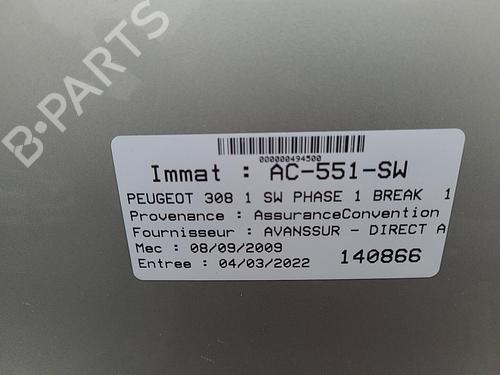 B-PARTS
000000494500
Immat : AC-551-SW
PEUGEOT 308 1 SW PHASE 1 BREAK 1
Provenance : AssuranceConvention
Fournisseur : AVANSSUR - DIRECT A
Mec : 08/09/2009
Entree : 04/03/2022 140866